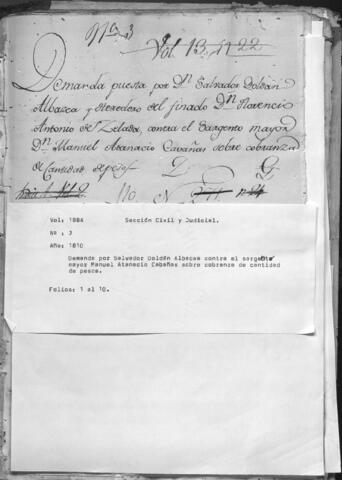 Nº 3
Vol 13. 1122
Demanda puesta por Dn. Salvador Doldan
Albacea y Heredero del finado Dn. Florencio
Antonio de Zelada, contra el Sargento mayor
Dn. Manuel Atanacio Cavañas sobre cobranza
de Cantidad de pesos
No.
Vol: 1884 Sección Civil y Judicial.
Nº : 3
Año: 1810
Demanda por Salvador Doldán Albacea contra el sargento
mayor Manuel Atanacio Cabañas sobre cobranza de cantidad
de pesos.
Folios: 1 al 10.